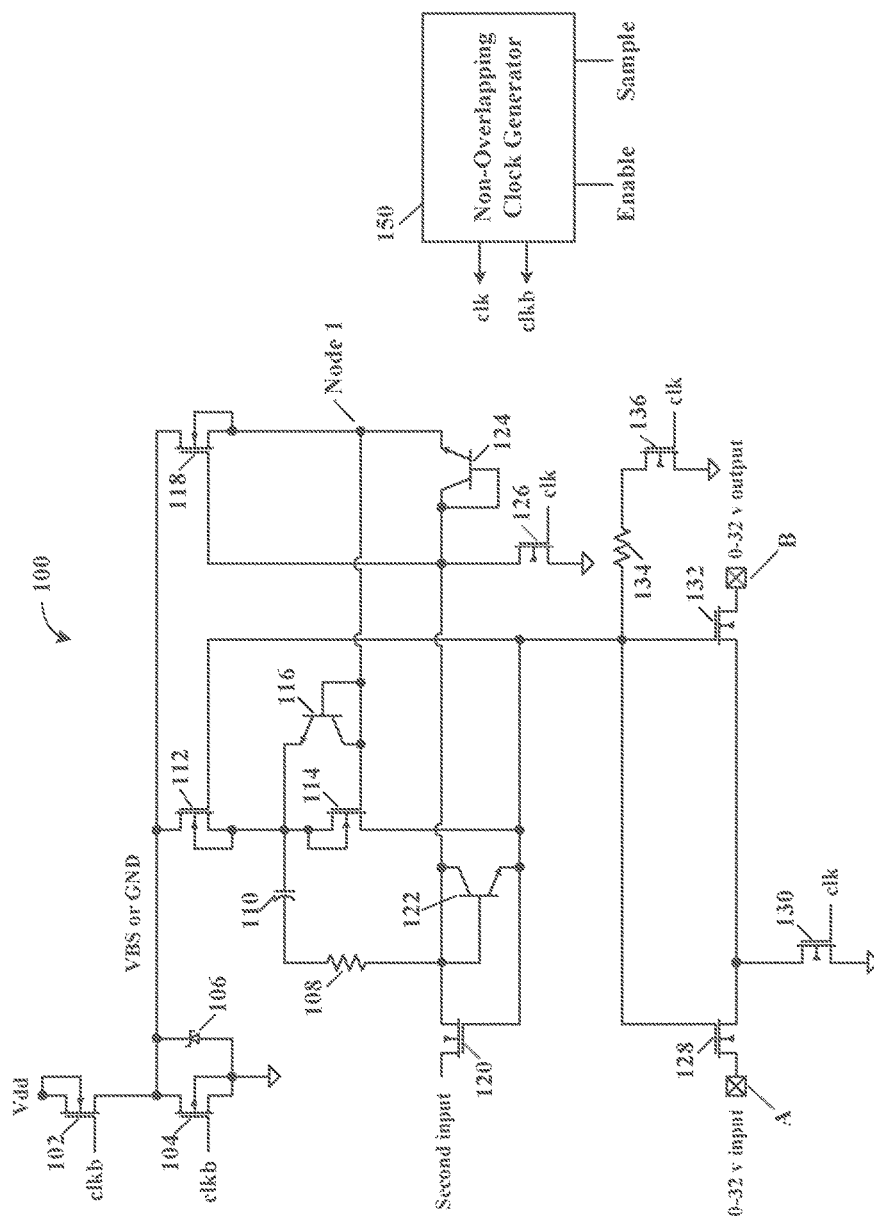 100
Vdd
102
clkb
104
clkb
106
VBS or GND
112
118
110
108
116
114
Node 1
122
124
Second input
120
126
clk
134
136
clk
0-32 v input
A
128
130
clk
132
0-32 v output
B
150
Non-Overlapping
Clock Generator
clk
clkb
Enable
Sample